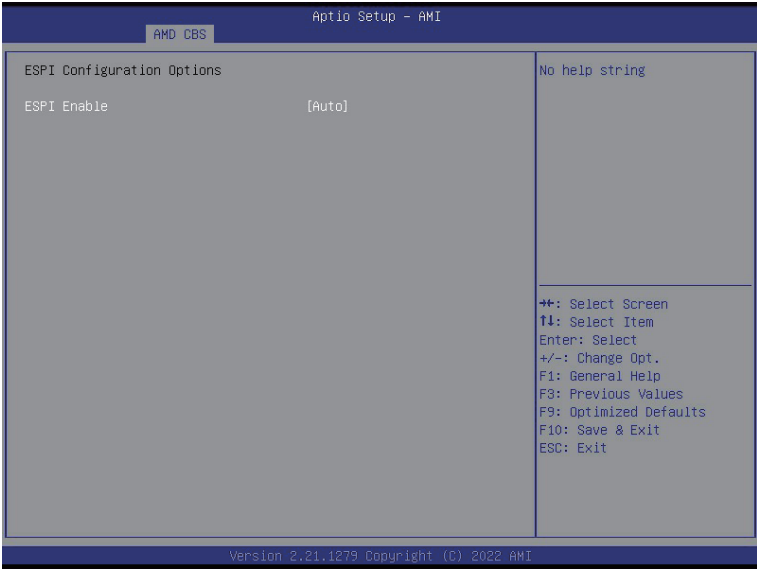 Aptio Setup – AMI
AMD CBS
ESPI Configuration Options
ESPI Enable [Auto]
No help string
→←: Select Screen
↑↓: Select Item
Enter: Select
+/-: Change Opt.
F1: General Help
F3: Previous Values
F9: Optimized Defaults
F10: Save & Exit
ESC: Exit
Version 2.21.1279 Copyright (C) 2022 AMI